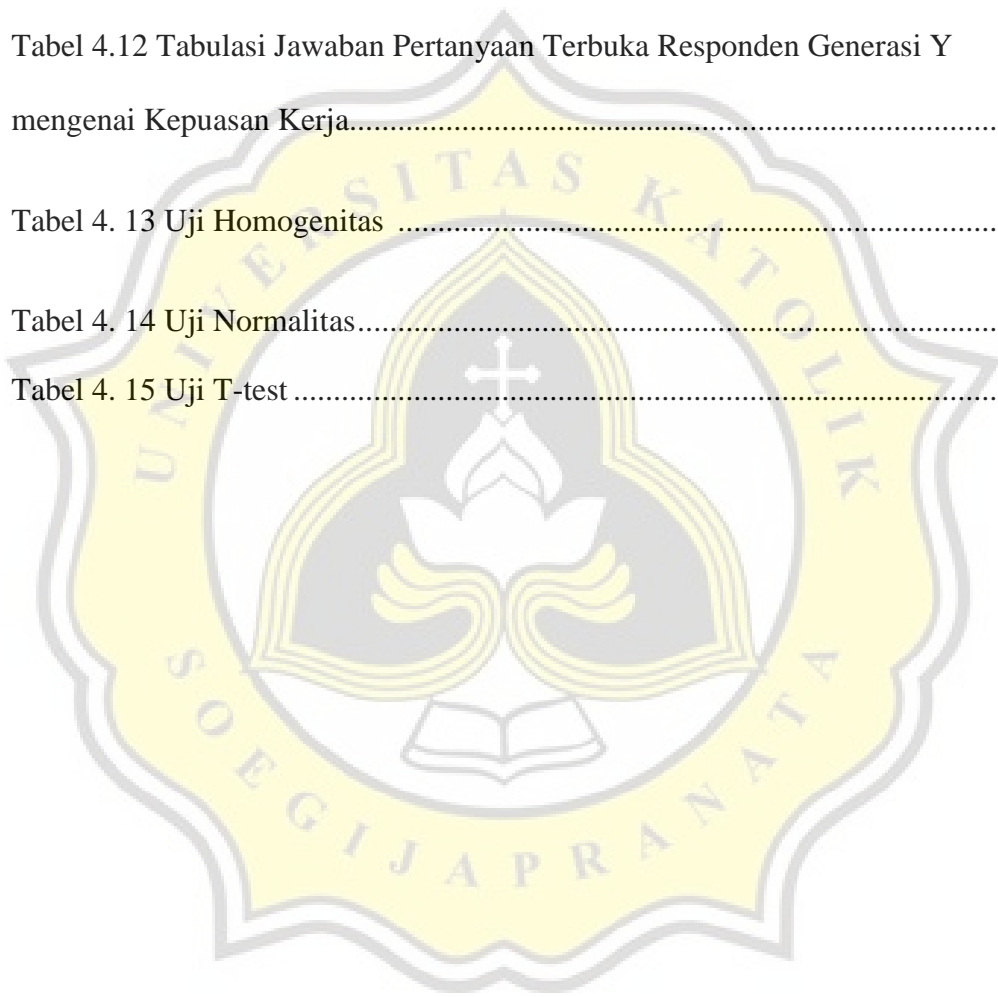 Tabel 4.12 Tabulasi Jawaban Pertanyaan Terbuka Responden Generasi Y
mengenai Kepuasan Kerja..............................................................................
Tabel 4. 13 Uji Homogenitas ........................................................................
Tabel 4. 14 Uji Normalitas.............................................................................
Tabel 4. 15 Uji T-test .....................................................................................
UNIVERSITAS KATOLIK
SOEGIJAPRANATA